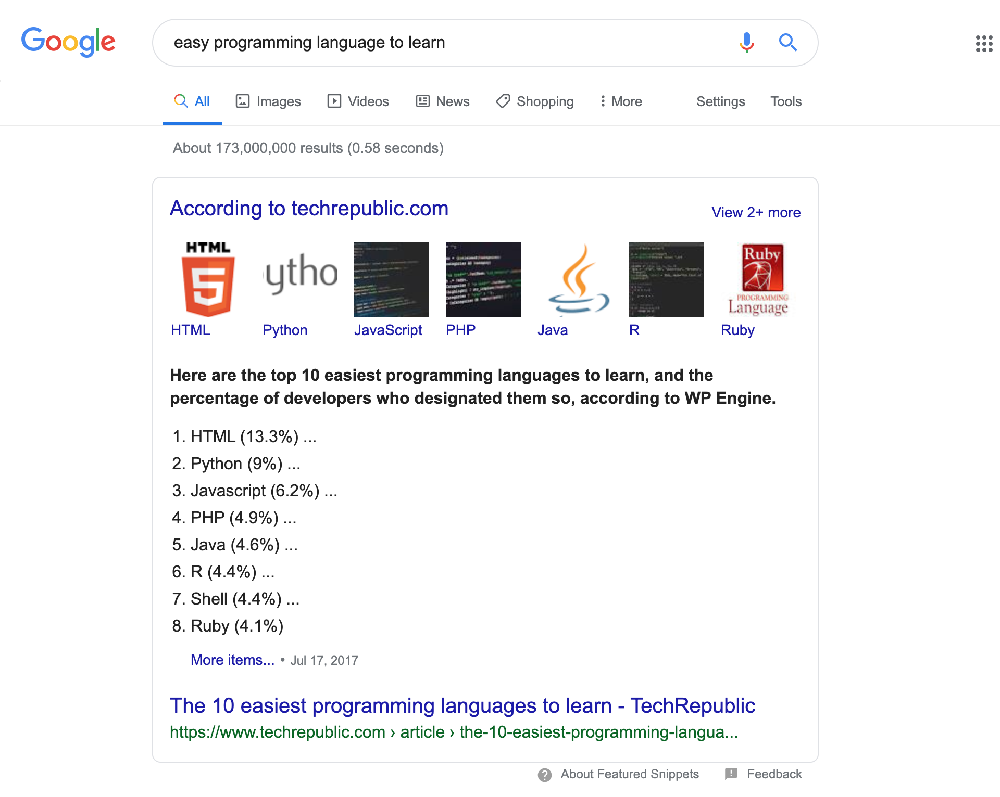 Google
easy programming language to learn
All Images Videos News Shopping More Settings Tools
About 173,000,000 results (0.58 seconds)
According to techrepublic.com
View 2+ more
HTML
5
ytho
Ruby
PROGRAMMING
Language
HTML Python JavaScript PHP Java R Ruby
Here are the top 10 easiest programming languages to learn, and the
percentage of developers who designated them so, according to WP Engine.
1. HTML (13.3%) ...
2. Python (9%) ...
3. Javascript (6.2%) ...
4. PHP (4.9%) ...
5. Java (4.6%) ...
6. R (4.4%) ...
7. Shell (4.4%) ...
8. Ruby (4.1%)
More items... • Jul 17, 2017
The 10 easiest programming languages to learn - TechRepublic
https://www.techrepublic.com › article › the-10-easiest-programming-langua...
About Featured Snippets Feedback